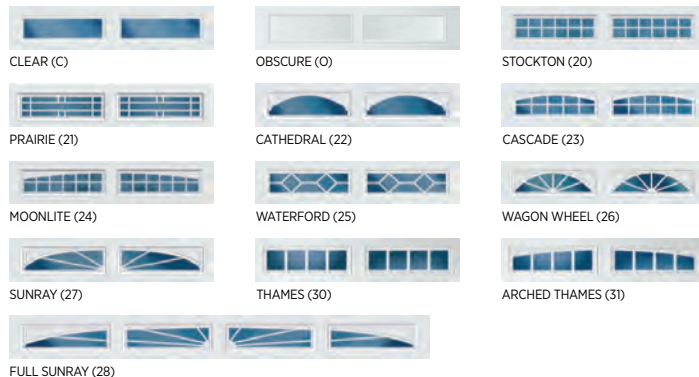 CLEAR (C)
OBSCURE (O)
STOCKTON (20)
PRAIRIE (21)
CATHEDRAL (22)
CASCADE (23)
MOONLITE (24)
WATERFORD (25)
WAGON WHEEL (26)
SUNRAY (27)
THAMES (30)
ARCHED THAMES (31)
FULL SUNRAY (28)